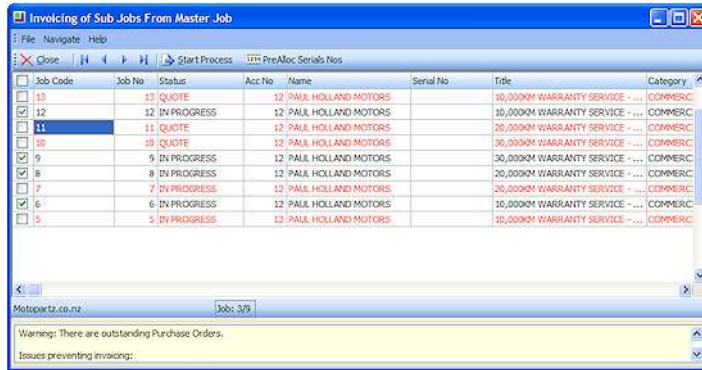 Invoicing of Sub Jobs From Master Job
File Navigate Help
Close Start Process PreAlloc Serials Nos
Job Code Job No Status Acc No Name Serial No Title Category
13 13 QUOTE 12 PAUL HOLLAND MOTORS 10,000KM WARRANTY SERVICE - ... COMMERC
12 12 IN PROGRESS 12 PAUL HOLLAND MOTORS 10,000KM WARRANTY SERVICE - ... COMMERC
11 11 QUOTE 12 PAUL HOLLAND MOTORS 20,000KM WARRANTY SERVICE - ... COMMERC
10 10 QUOTE 12 PAUL HOLLAND MOTORS 30,000KM WARRANTY SERVICE - ... COMMERC
9 9 IN PROGRESS 12 PAUL HOLLAND MOTORS 30,000KM WARRANTY SERVICE - ... COMMERC
8 8 IN PROGRESS 12 PAUL HOLLAND MOTORS 20,000KM WARRANTY SERVICE - ... COMMERC
7 7 IN PROGRESS 12 PAUL HOLLAND MOTORS 20,000KM WARRANTY SERVICE - ... COMMERC
6 6 IN PROGRESS 12 PAUL HOLLAND MOTORS 10,000KM WARRANTY SERVICE - ... COMMERC
5 5 IN PROGRESS 12 PAUL HOLLAND MOTORS 10,000KM WARRANTY SERVICE - ... COMMERC
Motopartz.co.nz Job: 3/9
Warning: There are outstanding Purchase Orders.
Issues preventing invoicing: